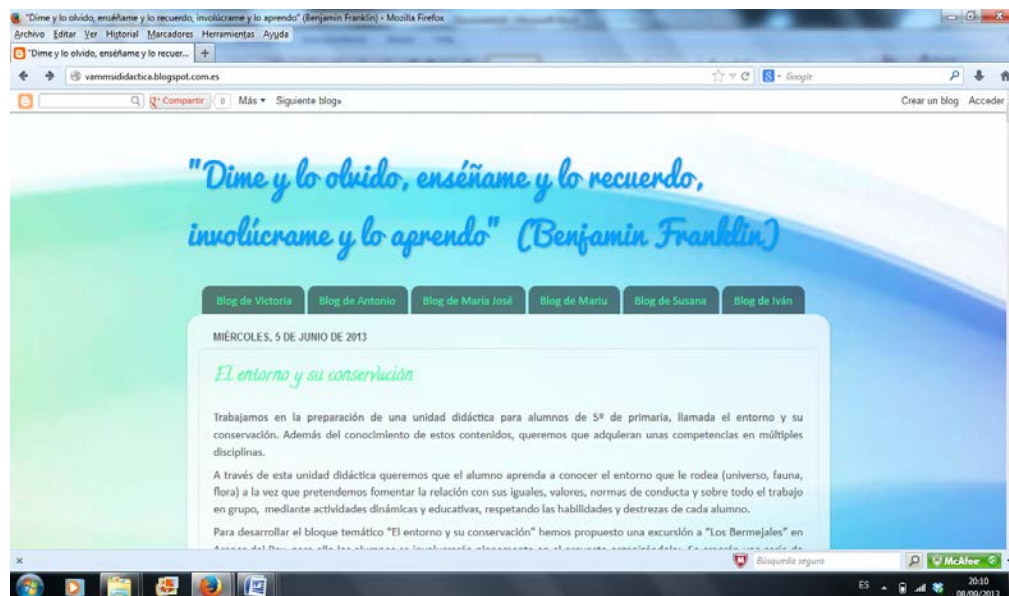 "Dime y lo olvido, enséñame y lo recuerdo, involúcrame y lo aprendo" (Benjamin Franklin) - Mozilla Firefox
Archivo Editar Ver Historial Marcadores Herramientas Ayuda
"Dime y lo olvido, enséñame y lo recuer... +
vammsididactica.blogspot.com.es Google
Compartir 0 Más Siguiente blog» Crear un blog Acceder
"Dime y lo olvido, enséñame y lo recuerdo,
involúcrame y lo aprendo" (Benjamin Franklin)
Blog de Victoria Blog de Antonio Blog de María José Blog de Mariu Blog de Susana Blog de Iván
MIÉRCOLES, 5 DE JUNIO DE 2013
El entorno y su conservación
Trabajamos en la preparación de una unidad didáctica para alumnos de 5º de primaria, llamada el entorno y su
conservación. Además del conocimiento de estos contenidos, queremos que adquieran unas competencias en múltiples
disciplinas.
A través de esta unidad didáctica queremos que el alumno aprenda a conocer el entorno que le rodea (universo, fauna,
flora) a la vez que pretendemos fomentar la relación con sus iguales, valores, normas de conducta y sobre todo el trabajo
en grupo, mediante actividades dinámicas y educativas, respetando las habilidades y destrezas de cada alumno.
Para desarrollar el bloque temático "El entorno y su conservación" hemos propuesto una excursión a "Los Bermejales" en
Búsqueda segura McAfee
ES 20:10
08/09/2013